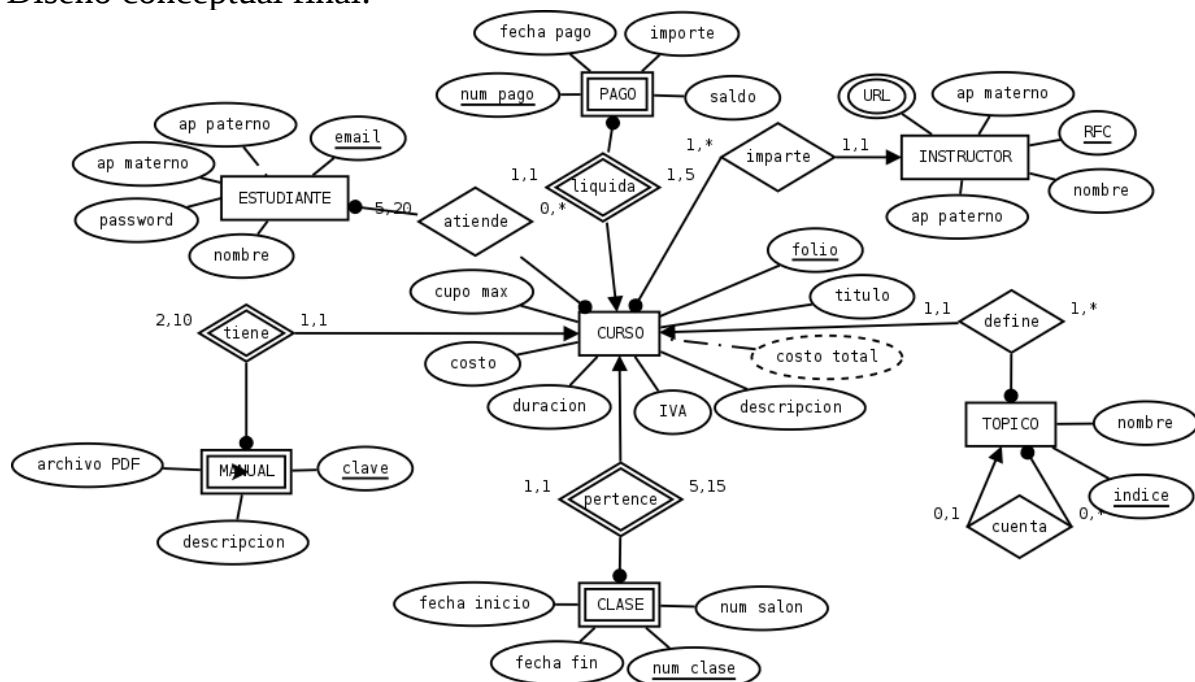 Diseño conceptual final:
fecha pago
importe
num pago
PAGO
saldo
URL
ap materno
ap paterno
email
1,*
imparte
1,1
INSTRUCTOR
RFC
ap materno
ESTUDIANTE
1,1
liquida
1,5
nombre
password
5,20
atiende
0,*
ap paterno
nombre
folio
cupo max
titulo
2,10
tiene
1,1
CURSO
1,1
define
1,*
costo
costo total
duracion
IVA
descripcion
TOPICO
nombre
archivo PDF
MANUAL
clave
1,1
pertence
5,15
indice
descripcion
0,1
cuenta
0,*
fecha inicio
CLASE
num salon
fecha fin
num clase